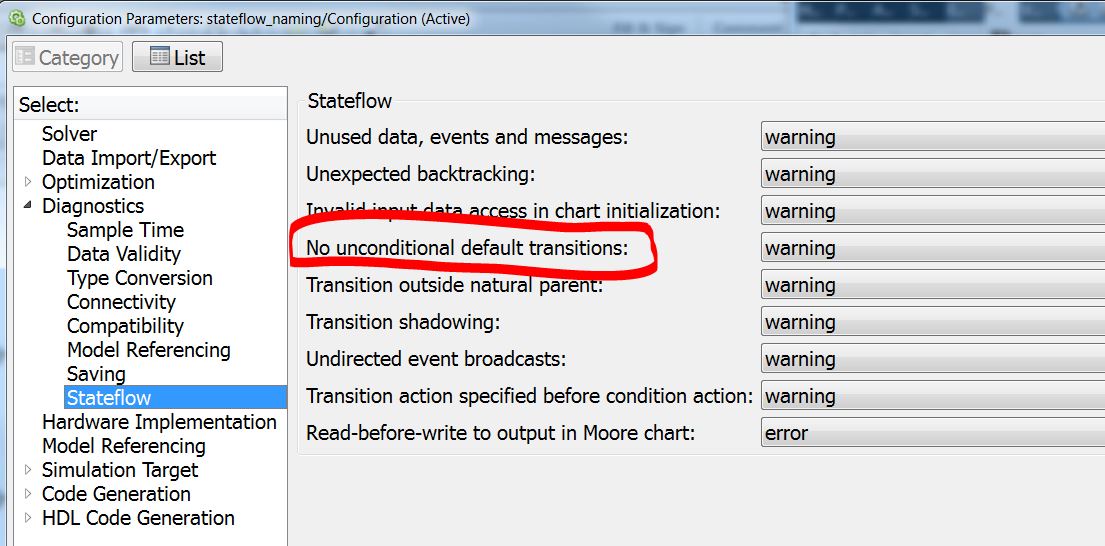 Configuration Parameters: stateflow_naming/Configuration (Active)
Category
List
Select:
Solver
Data Import/Export
Optimization
Diagnostics
Sample Time
Data Validity
Type Conversion
Connectivity
Compatibility
Model Referencing
Saving
Stateflow
Hardware Implementation
Model Referencing
Simulation Target
Code Generation
HDL Code Generation
Stateflow
Unused data, events and messages: warning
Unexpected backtracking: warning
Invalid input data access in chart initialization: warning
No unconditional default transitions: warning
Transition outside natural parent: warning
Transition shadowing: warning
Undirected event broadcasts: warning
Transition action specified before condition action: warning
Read-before-write to output in Moore chart: error